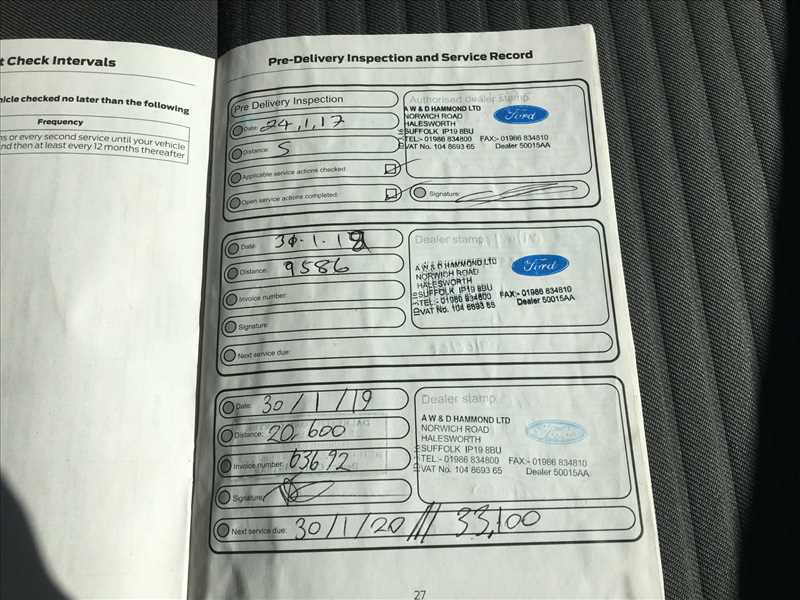 t Check Intervals
hicle checked no later than the following
Frequency
ns or every second service until your vehicle
nd then at least every 12 months thereafter
Pre-Delivery Inspection and Service Record
Pre Delivery Inspection
Date: 24,1,17
Distance: 5
Applicable service actions checked:
Open service actions completed:
Authorised dealer stamp
A W & D HAMMOND LTD
NORWICH ROAD
HALESWORTH
SUFFOLK IP19 8BU
TEL:- 01986 834800 FAX:- 01986 834810
VAT No. 104 8693 65 Dealer 50015AA
Ford
Signature:
Date: 30.1.18
Distance: 9586
Invoice number:
Signature:
Next service due:
Dealer stamp
A W & D HAMMOND LTD
NORWICH ROAD
HALESWORTH
SUFFOLK IP19 8BU
TEL:- 01986 834800 FAX:- 01986 834810
VAT No. 104 8693 65 Dealer 50015AA
Ford
Date: 30/1/19
Distance: 20,600
Invoice number: 63692
Signature:
Next service due: 30/1/20 /// 33,100
Dealer stamp
A W & D HAMMOND LTD
NORWICH ROAD
HALESWORTH
SUFFOLK IP19 8BU
TEL:- 01986 834800 FAX:- 01986 834810
VAT No. 104 8693 65 Dealer 50015AA
Ford
27